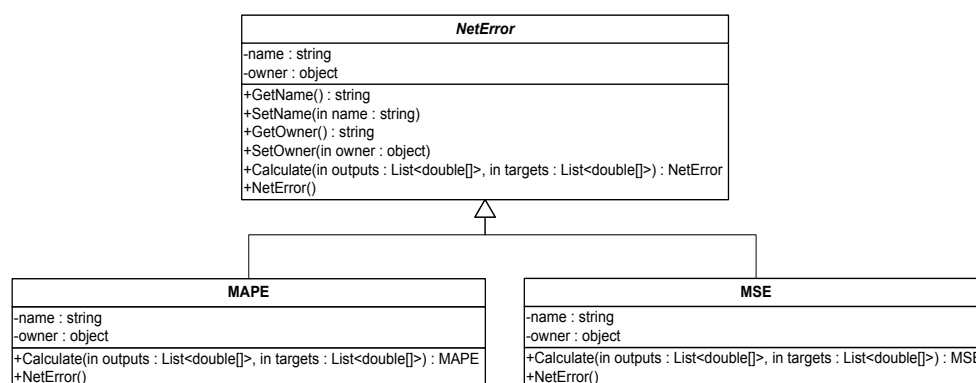 NetError
-name : string
-owner : object
+GetName() : string
+SetName(in name : string)
+GetOwner() : string
+SetOwner(in owner : object)
+Calculate(in outputs : List<double[]>, in targets : List<double[]>) : NetError
+NetError()
MAPE
-name : string
-owner : object
+Calculate(in outputs : List<double[]>, in targets : List<double[]>) : MAPE
+NetError()
MSE
-name : string
-owner : object
+Calculate(in outputs : List<double[]>, in targets : List<double[]>) : MSE
+NetError()